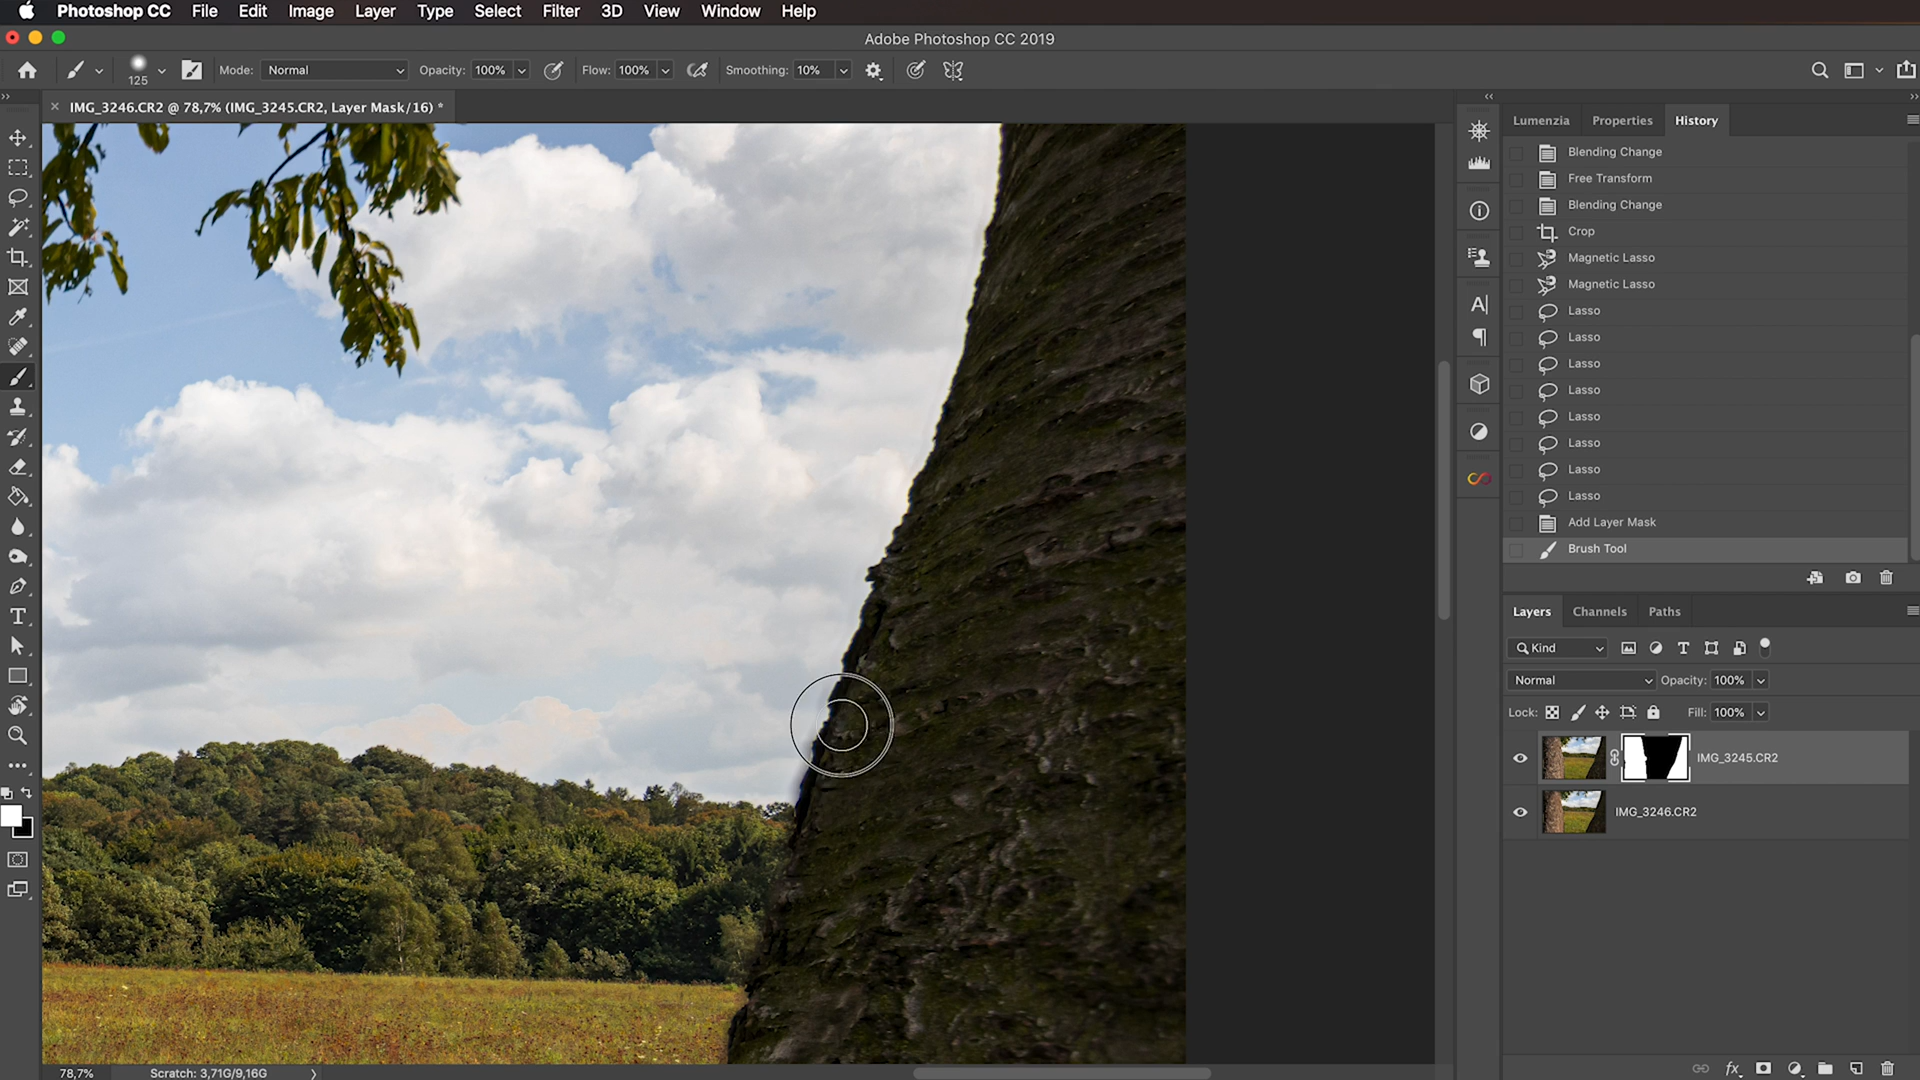 Photoshop CC File Edit Image Layer Type Select Filter 3D View Window Help
Adobe Photoshop CC 2019
125 Mode: Normal Opacity: 100% Flow: 100% Smoothing: 10%
IMG_3246.CR2 @ 78,7% (IMG_3245.CR2, Layer Mask/16) *
Lumenzia Properties History
Blending Change
Free Transform
Blending Change
Crop
Magnetic Lasso
Magnetic Lasso
Lasso
Lasso
Lasso
Lasso
Lasso
Lasso
Lasso
Lasso
Add Layer Mask
Brush Tool
Layers Channels Paths
Kind
Normal Opacity: 100%
Lock: Fill: 100%
IMG_3245.CR2
IMG_3246.CR2
78,7% Scratch: 3,71G/9,16G